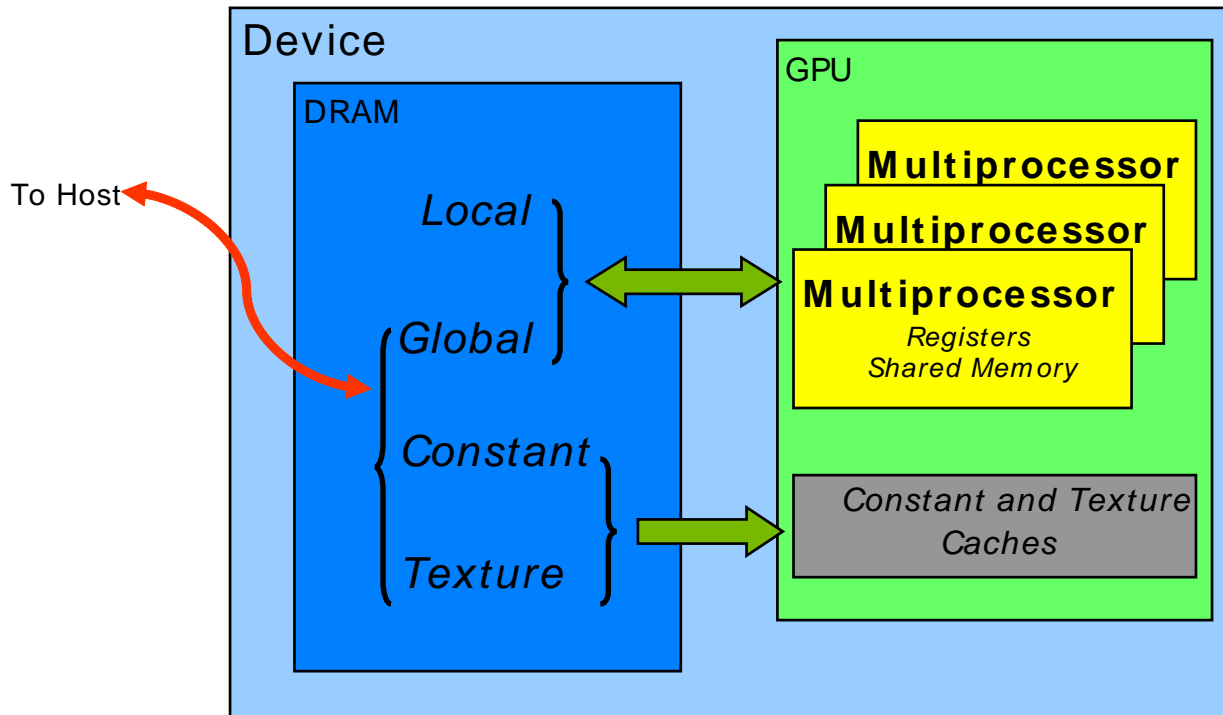 Device
To Host
DRAM
Local
Global
Constant
Texture
GPU
Multiprocessor
Multiprocessor
Multiprocessor
Registers
Shared Memory
Constant and Texture
Caches